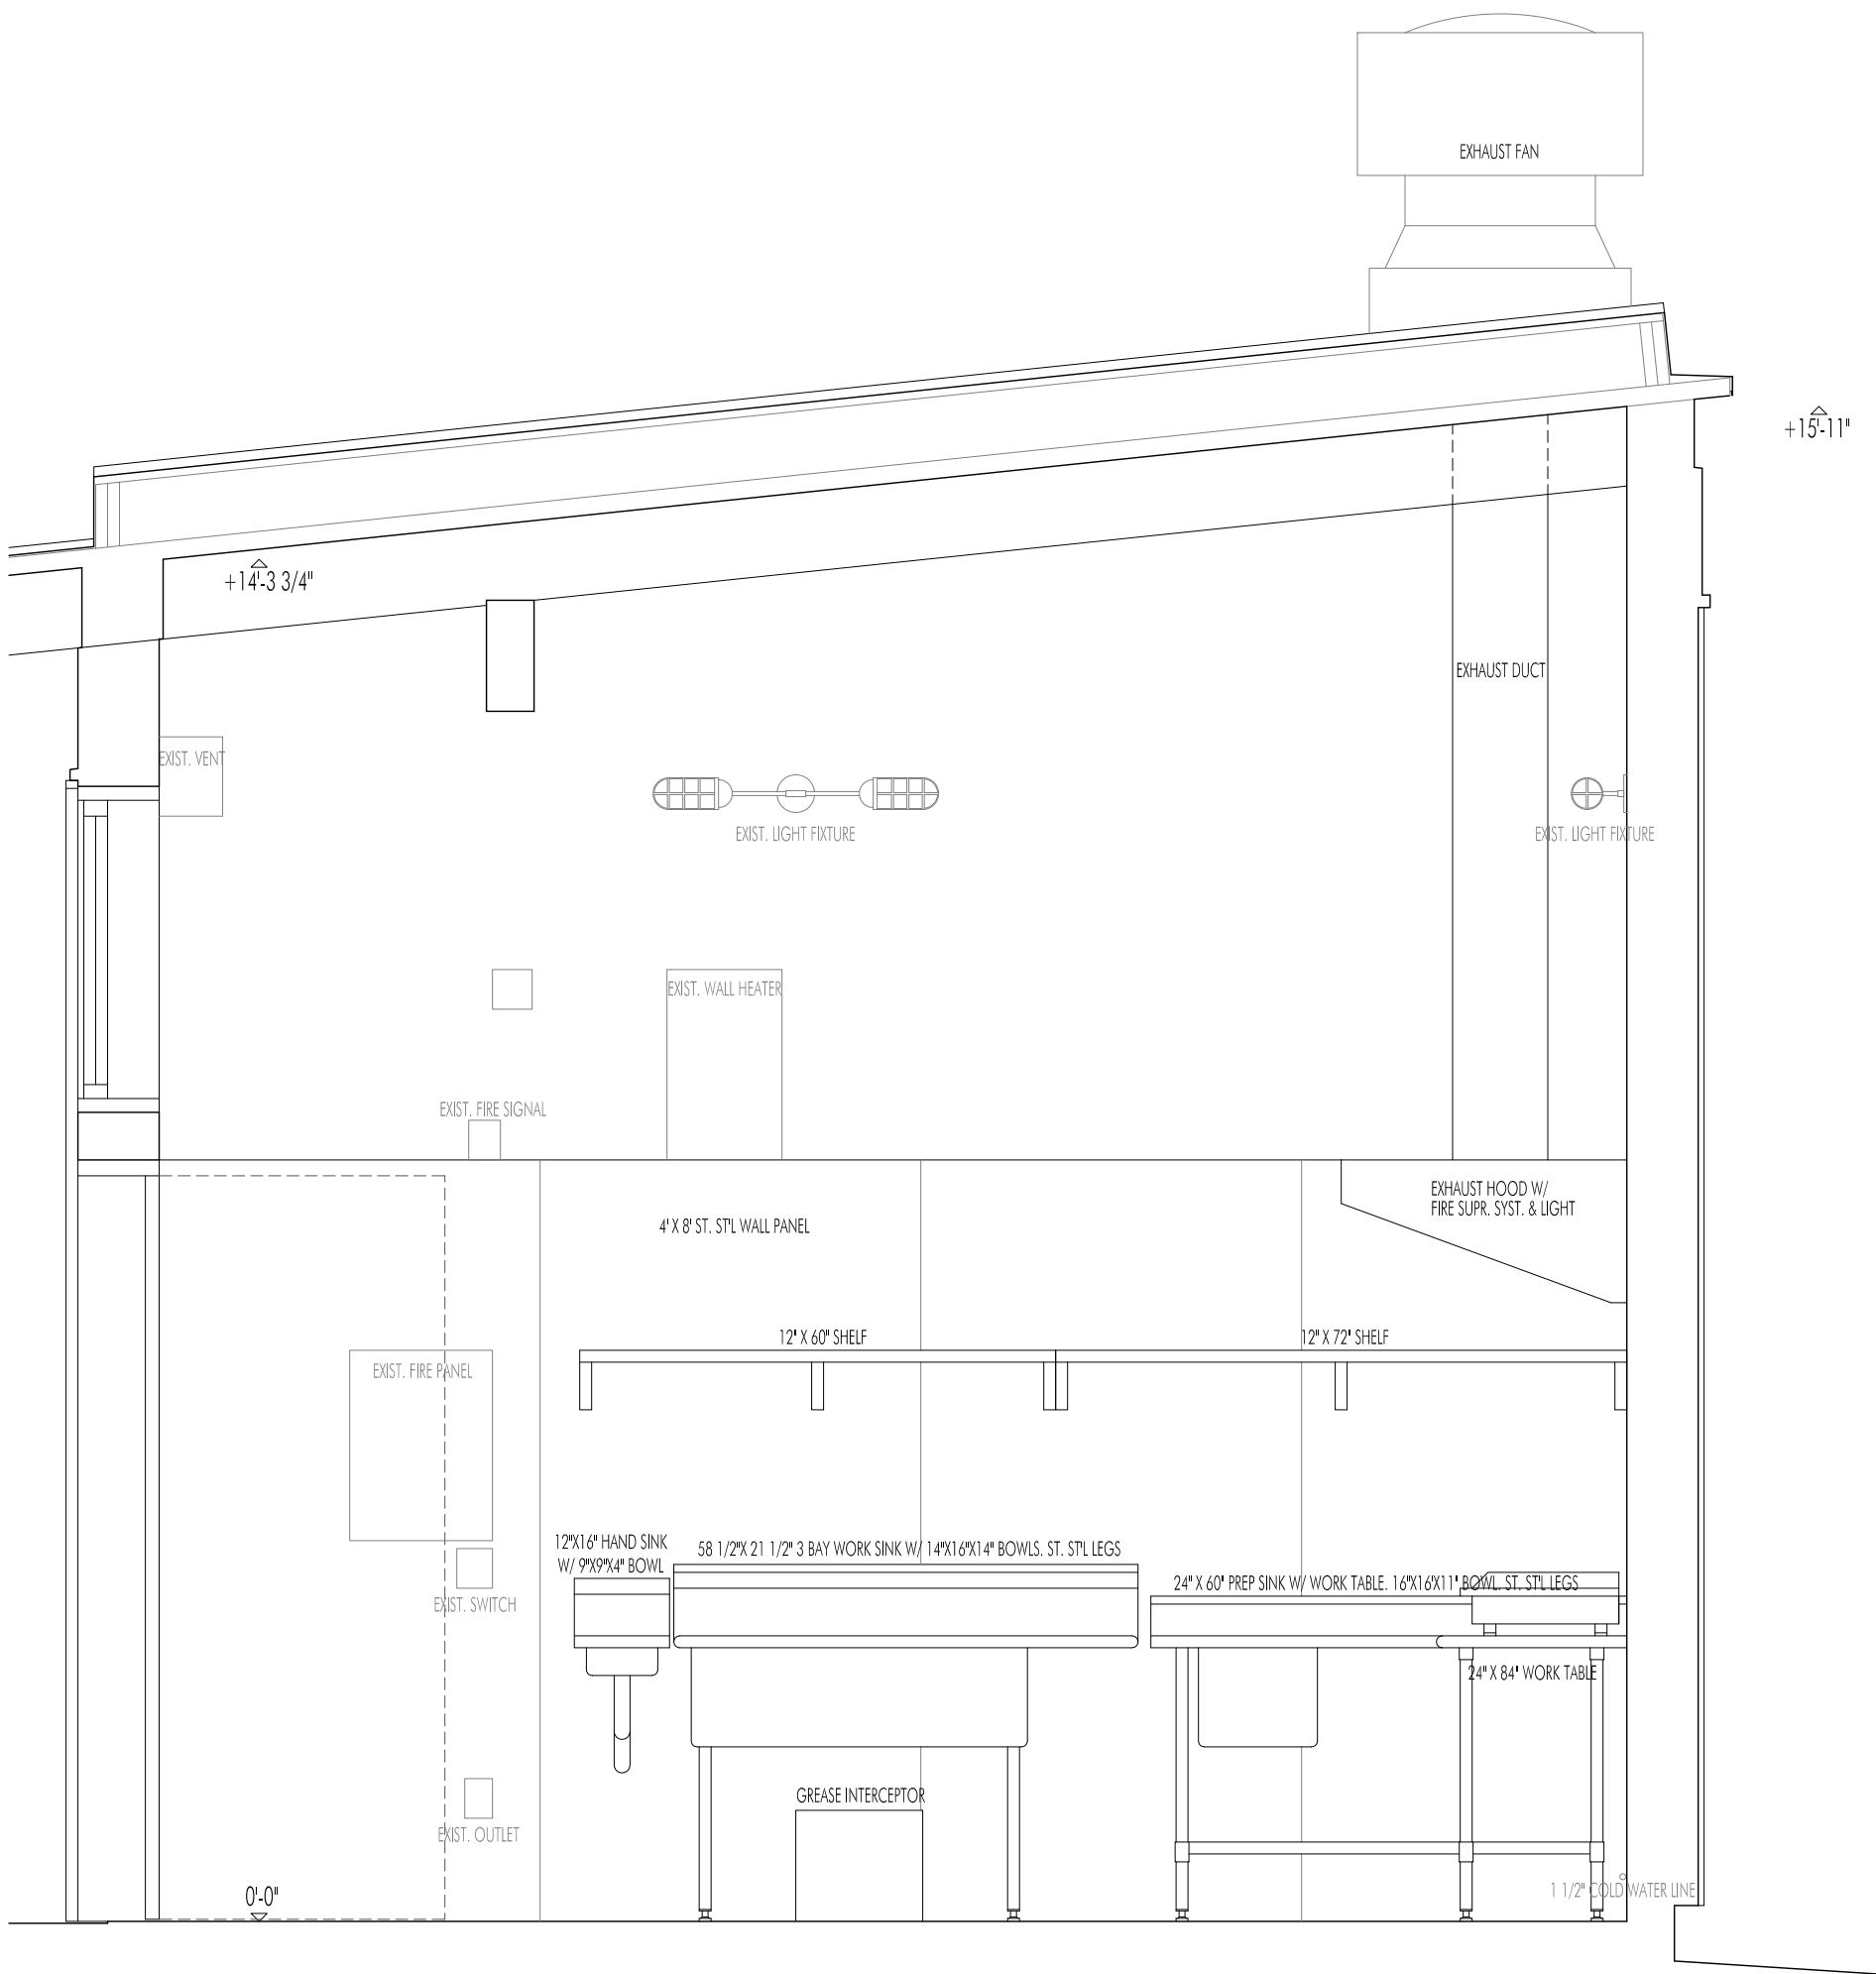 EXHAUST FAN
+15'-11"
+14'-3 3/4"
EXHAUST DUCT
EXIST. VENT
EXIST. LIGHT FIXTURE
EXIST. LIGHT FIXTURE
EXIST. WALL HEATER
EXIST. FIRE SIGNAL
EXHAUST HOOD W/
FIRE SUPR. SYST. & LIGHT
4' X 8' ST. ST'L WALL PANEL
12" X 60" SHELF
12" X 72" SHELF
EXIST. FIRE PANEL
12"X16" HAND SINK
W/ 9"X9"X4" BOWL
58 1/2"X 21 1/2" 3 BAY WORK SINK W/ 14"X16"X14" BOWLS. ST. ST'L LEGS
24" X 60" PREP SINK W/ WORK TABLE. 16"X16"X11" BOWL. ST. ST'L LEGS
EXIST. SWITCH
24" X 84" WORK TABLE
GREASE INTERCEPTOR
EXIST. OUTLET
0'-0"
1 1/2" COLD WATER LINE